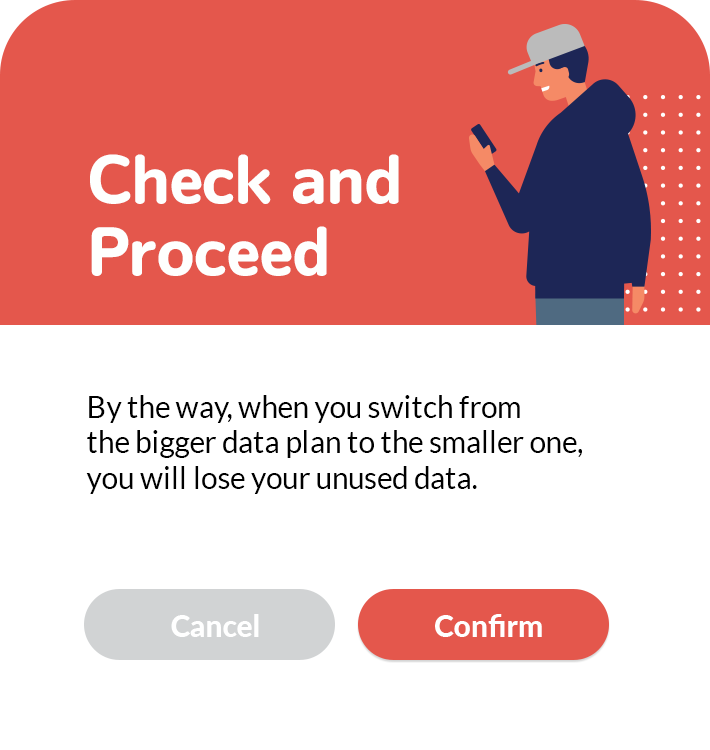 Check and
Proceed
By the way, when you switch from
the bigger data plan to the smaller one,
you will lose your unused data.
Cancel
Confirm